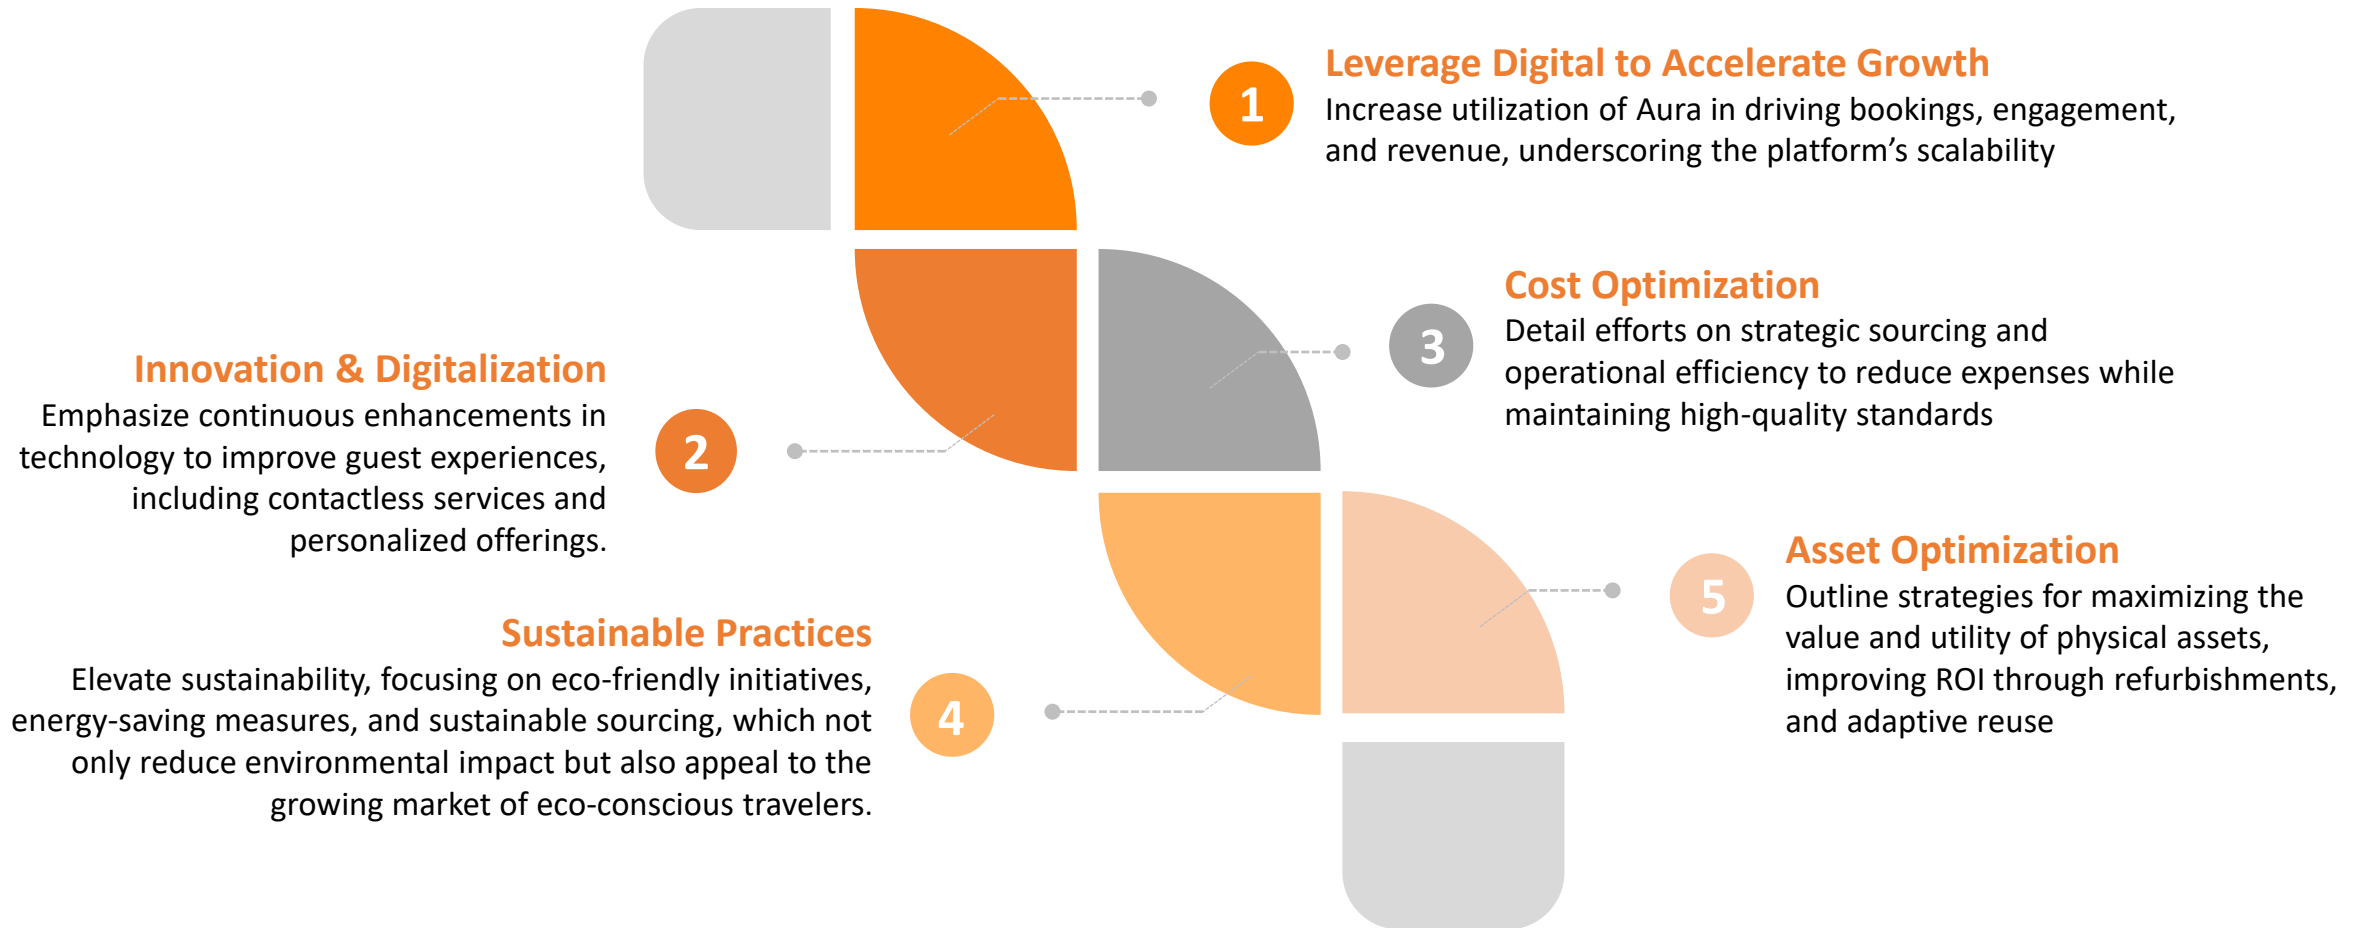 1
Leverage Digital to Accelerate Growth
Increase utilization of Aura in driving bookings, engagement,
and revenue, underscoring the platform’s scalability
2
Innovation & Digitalization
Emphasize continuous enhancements in
technology to improve guest experiences,
including contactless services and
personalized offerings.
3
Cost Optimization
Detail efforts on strategic sourcing and
operational efficiency to reduce expenses while
maintaining high-quality standards
4
Sustainable Practices
Elevate sustainability, focusing on eco-friendly initiatives,
energy-saving measures, and sustainable sourcing, which not
only reduce environmental impact but also appeal to the
growing market of eco-conscious travelers.
5
Asset Optimization
Outline strategies for maximizing the
value and utility of physical assets,
improving ROI through refurbishments,
and adaptive reuse